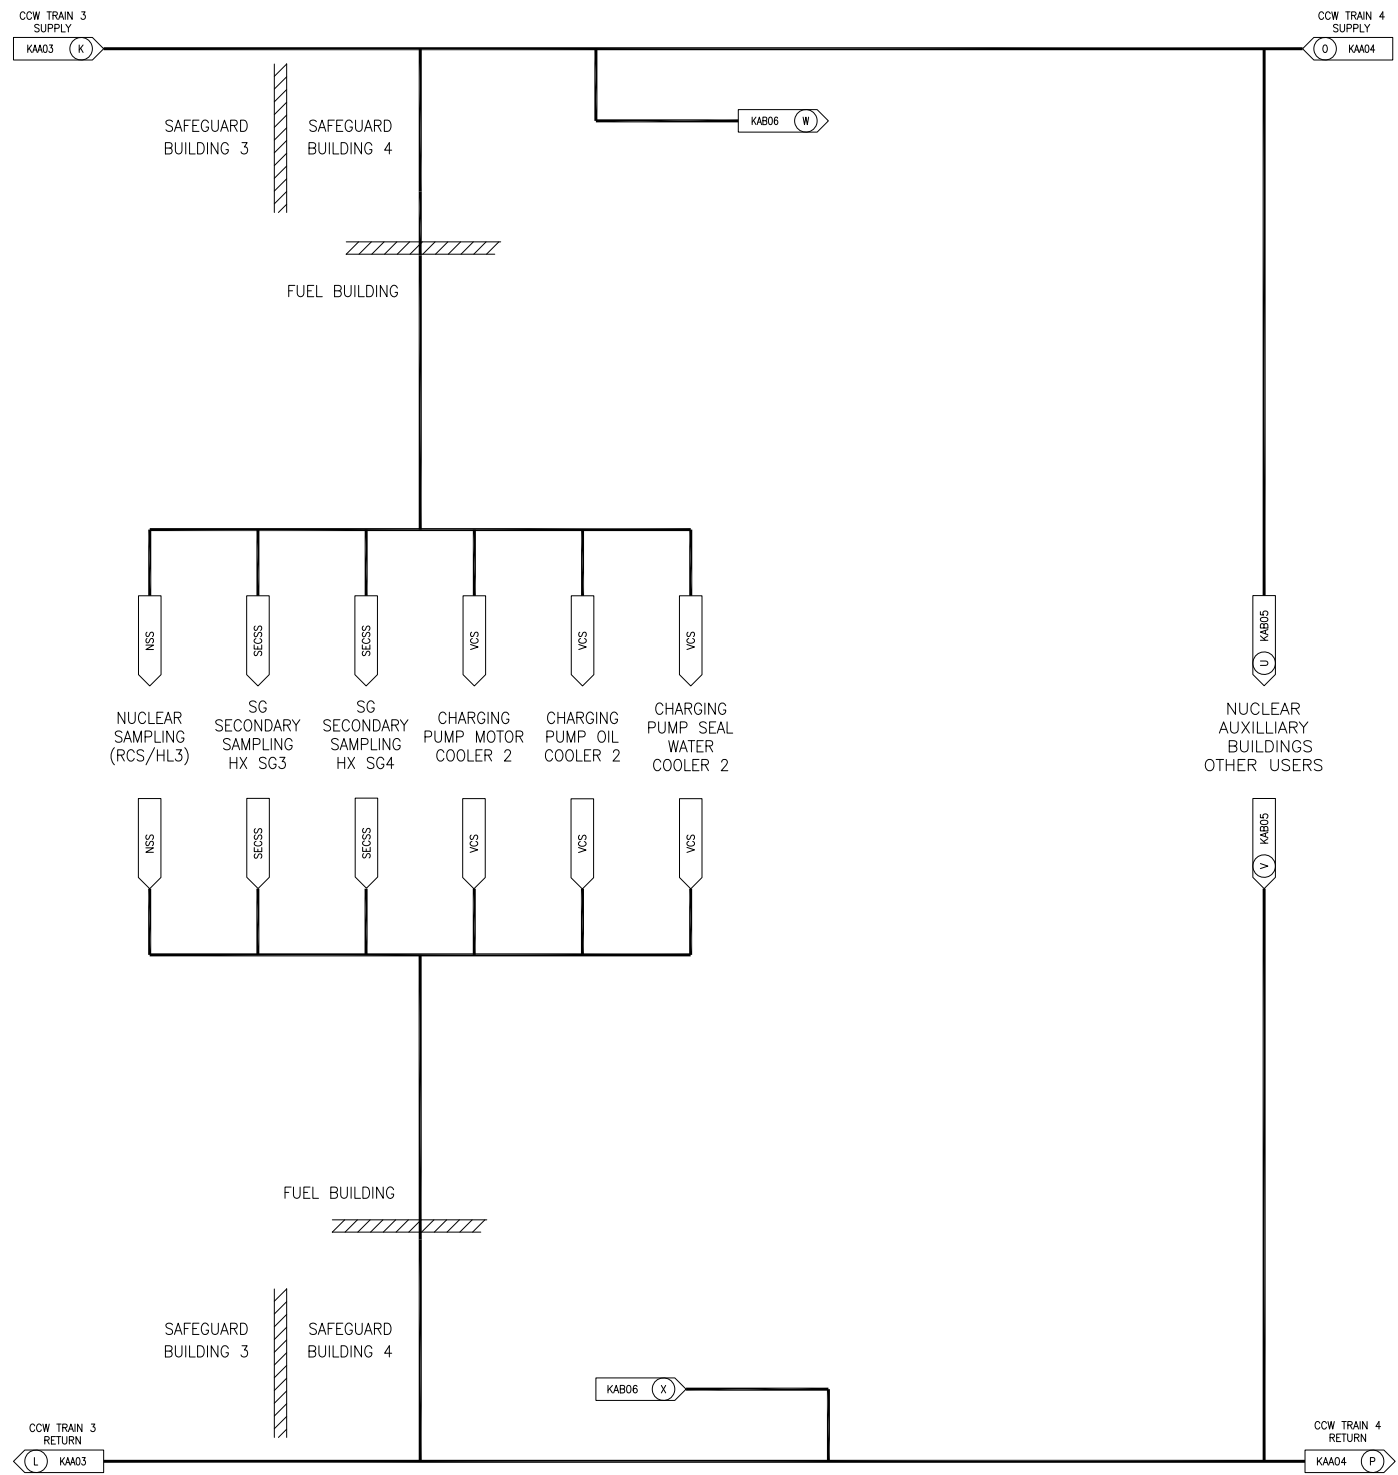 CCW TRAIN 3
SUPPLY
KAA03 K
CCW TRAIN 4
SUPPLY
O KAA04
KAB06 W
SAFEGUARD
BUILDING 3
SAFEGUARD
BUILDING 4
FUEL BUILDING
NSS
SECSS
SECSS
VCS
VCS
VCS
U KAB05
NUCLEAR
SAMPLING
(RCS/HL3)
SG
SECONDARY
SAMPLING
HX SG3
SG
SECONDARY
SAMPLING
HX SG4
CHARGING
PUMP MOTOR
COOLER 2
CHARGING
PUMP OIL
COOLER 2
CHARGING
PUMP SEAL
WATER
COOLER 2
NUCLEAR
AUXILLIARY
BUILDINGS
OTHER USERS
NSS
SECSS
SECSS
VCS
VCS
VCS
V KAB05
FUEL BUILDING
SAFEGUARD
BUILDING 3
SAFEGUARD
BUILDING 4
KAB06 X
CCW TRAIN 3
RETURN
L KAA03
CCW TRAIN 4
RETURN
KAA04 P